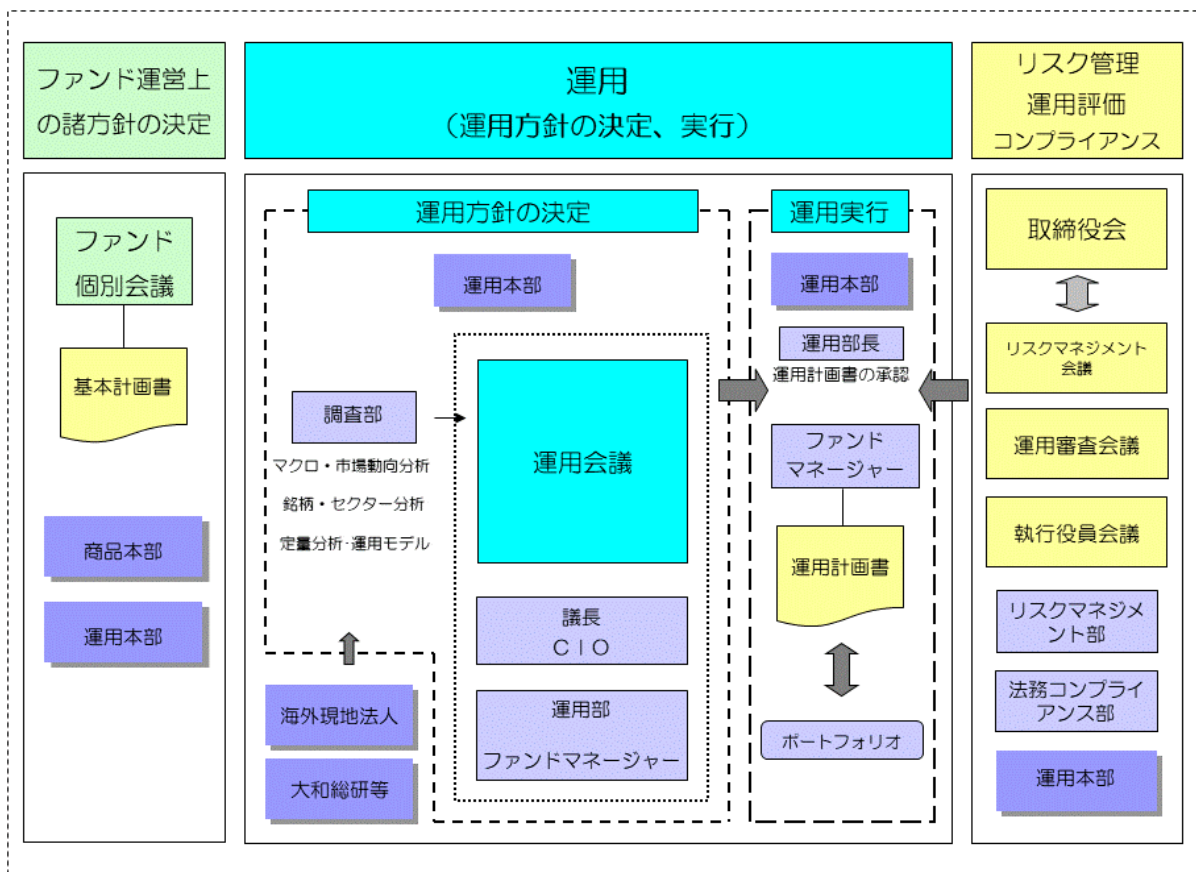 ファンド運営上
の諸方針の決定
運用
（運用方針の決定、実行）
リスク管理
運用評価
コンプライアンス
ファンド
個別会議
基本計画書
商品本部
運用本部
運用方針の決定
運用本部
調査部
マクロ・市場動向分析
銘柄・セクター分析
定量分析・運用モデル
運用会議
議長
ＣＩＯ
運用部
ファンドマネージャー
海外現地法人
大和総研等
運用実行
運用本部
運用部長
運用計画書の承認
ファンド
マネージャー
運用計画書
ポートフォリオ
取締役会
リスクマネジメント
会議
運用審査会議
執行役員会議
リスクマネジメ
ント部
法務コンプライ
アンス部
運用本部